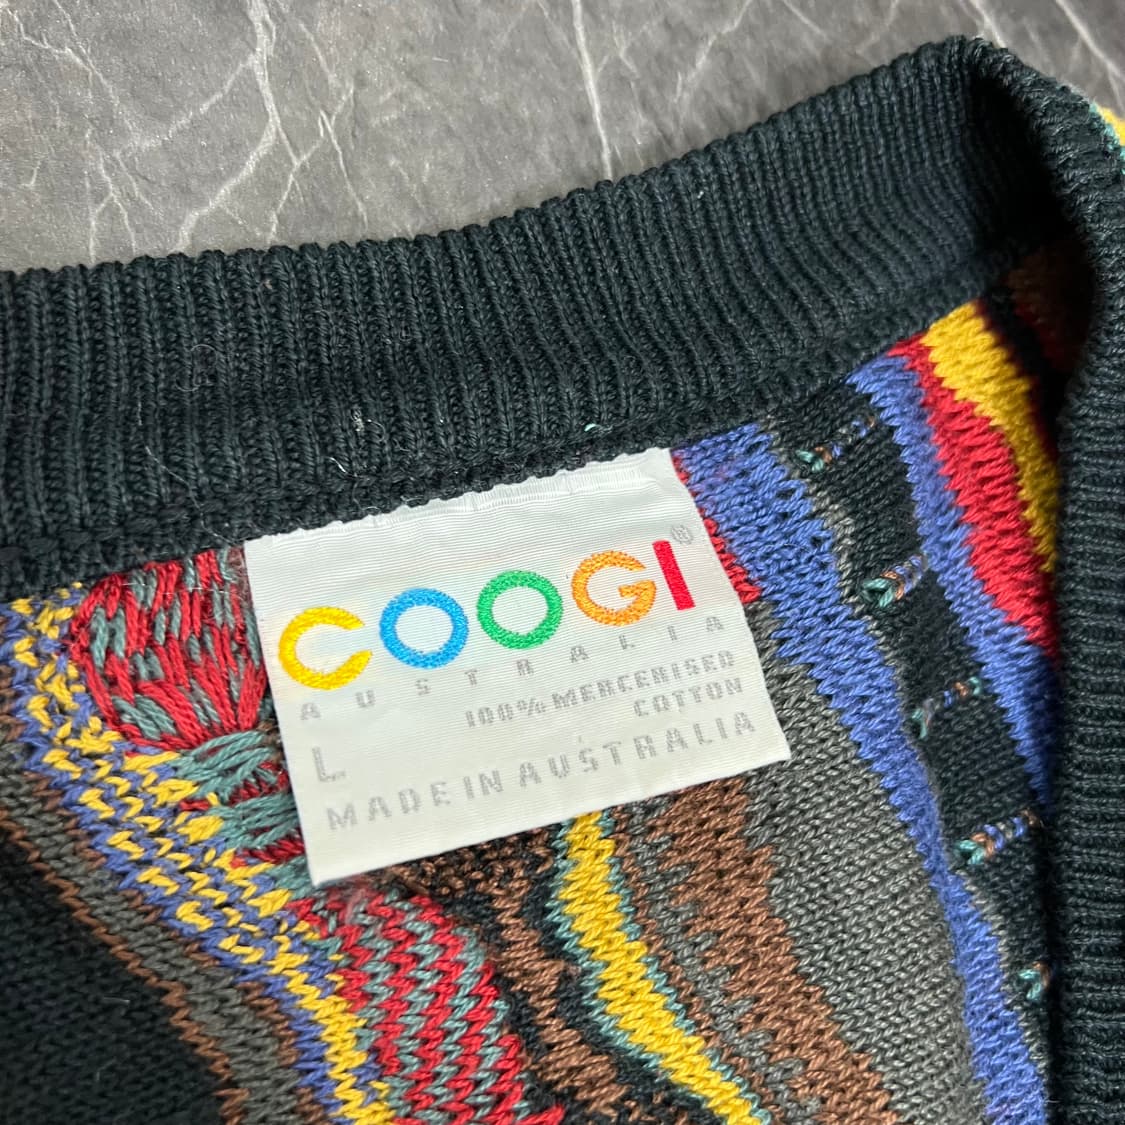 COOGI®
AUSTRALIA
100% MERCERISED
COTTON
L
MADE IN AUSTRALIA